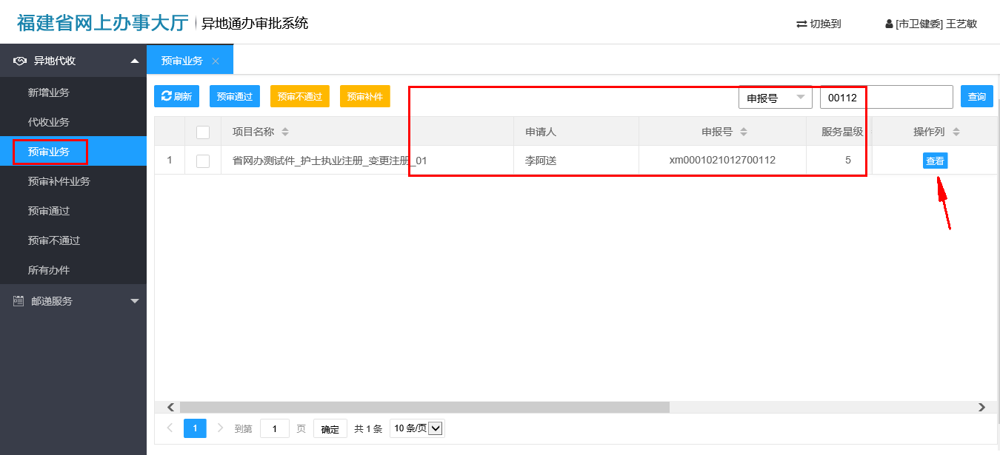 福建省网上办事大厅 异地通办审批系统 切换到 [市卫健委] 王艺敏
异地代收
预审业务
新增业务
代收业务
预审业务
预审补件业务
预审通过
预审不通过
所有办件
邮递服务
刷新 预审通过 预审不通过 预审补件 申报号 00112 查询
项目名称 申请人 申报号 服务星级 操作列
1 省网办测试件_护士执业注册_变更注册_01 李阿送 xm0001021012700112 5 查看
1 到第 1 页 确定 共 1 条 10 条/页